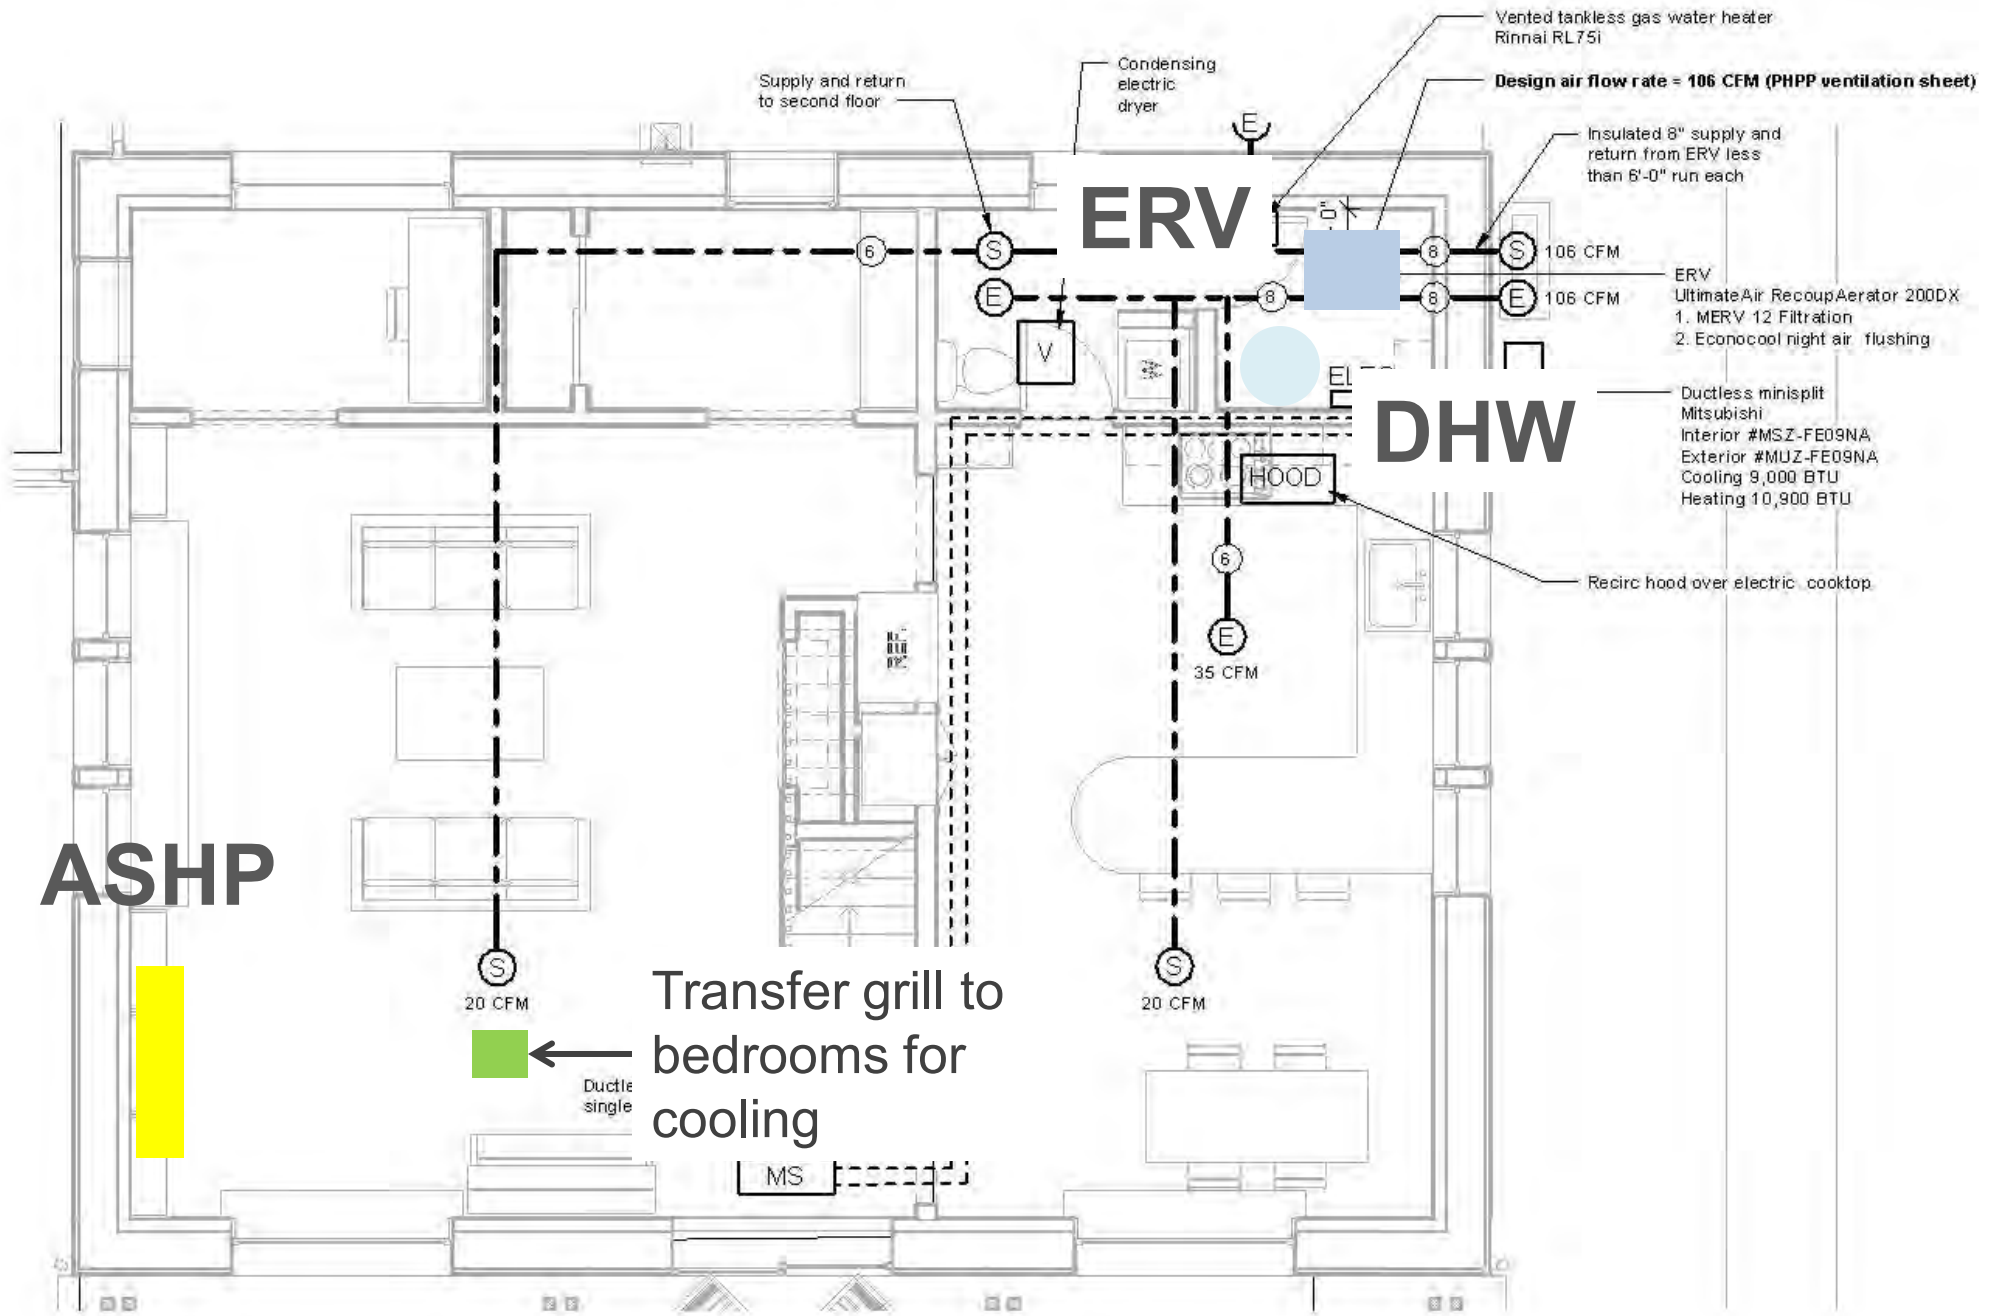 Vented tankless gas water heater
Rinnai RL75i
Condensing
electric
dryer
Supply and return
to second floor
Design air flow rate = 106 CFM (PHPP ventilation sheet)
E
Insulated 8" supply and
return from ERV less
than 6'-0" run each
ERV
6
S
8
S
106 CFM
E
8
8
E
106 CFM
ERV
UltimateAir RecoupAerator 200DX
1. MERV 12 Filtration
2. Econocool night air flushing
V
Ductless minisplit
Mitsubishi
Interior #MSZ-FE09NA
Exterior #MUZ-FE09NA
Cooling 9,000 BTU
Heating 10,900 BTU
DHW
HOOD
6
Recirc hood over electric cooktop
E
35 CFM
ASHP
S
20 CFM
S
20 CFM
Transfer grill to
bedrooms for
cooling
single
MS